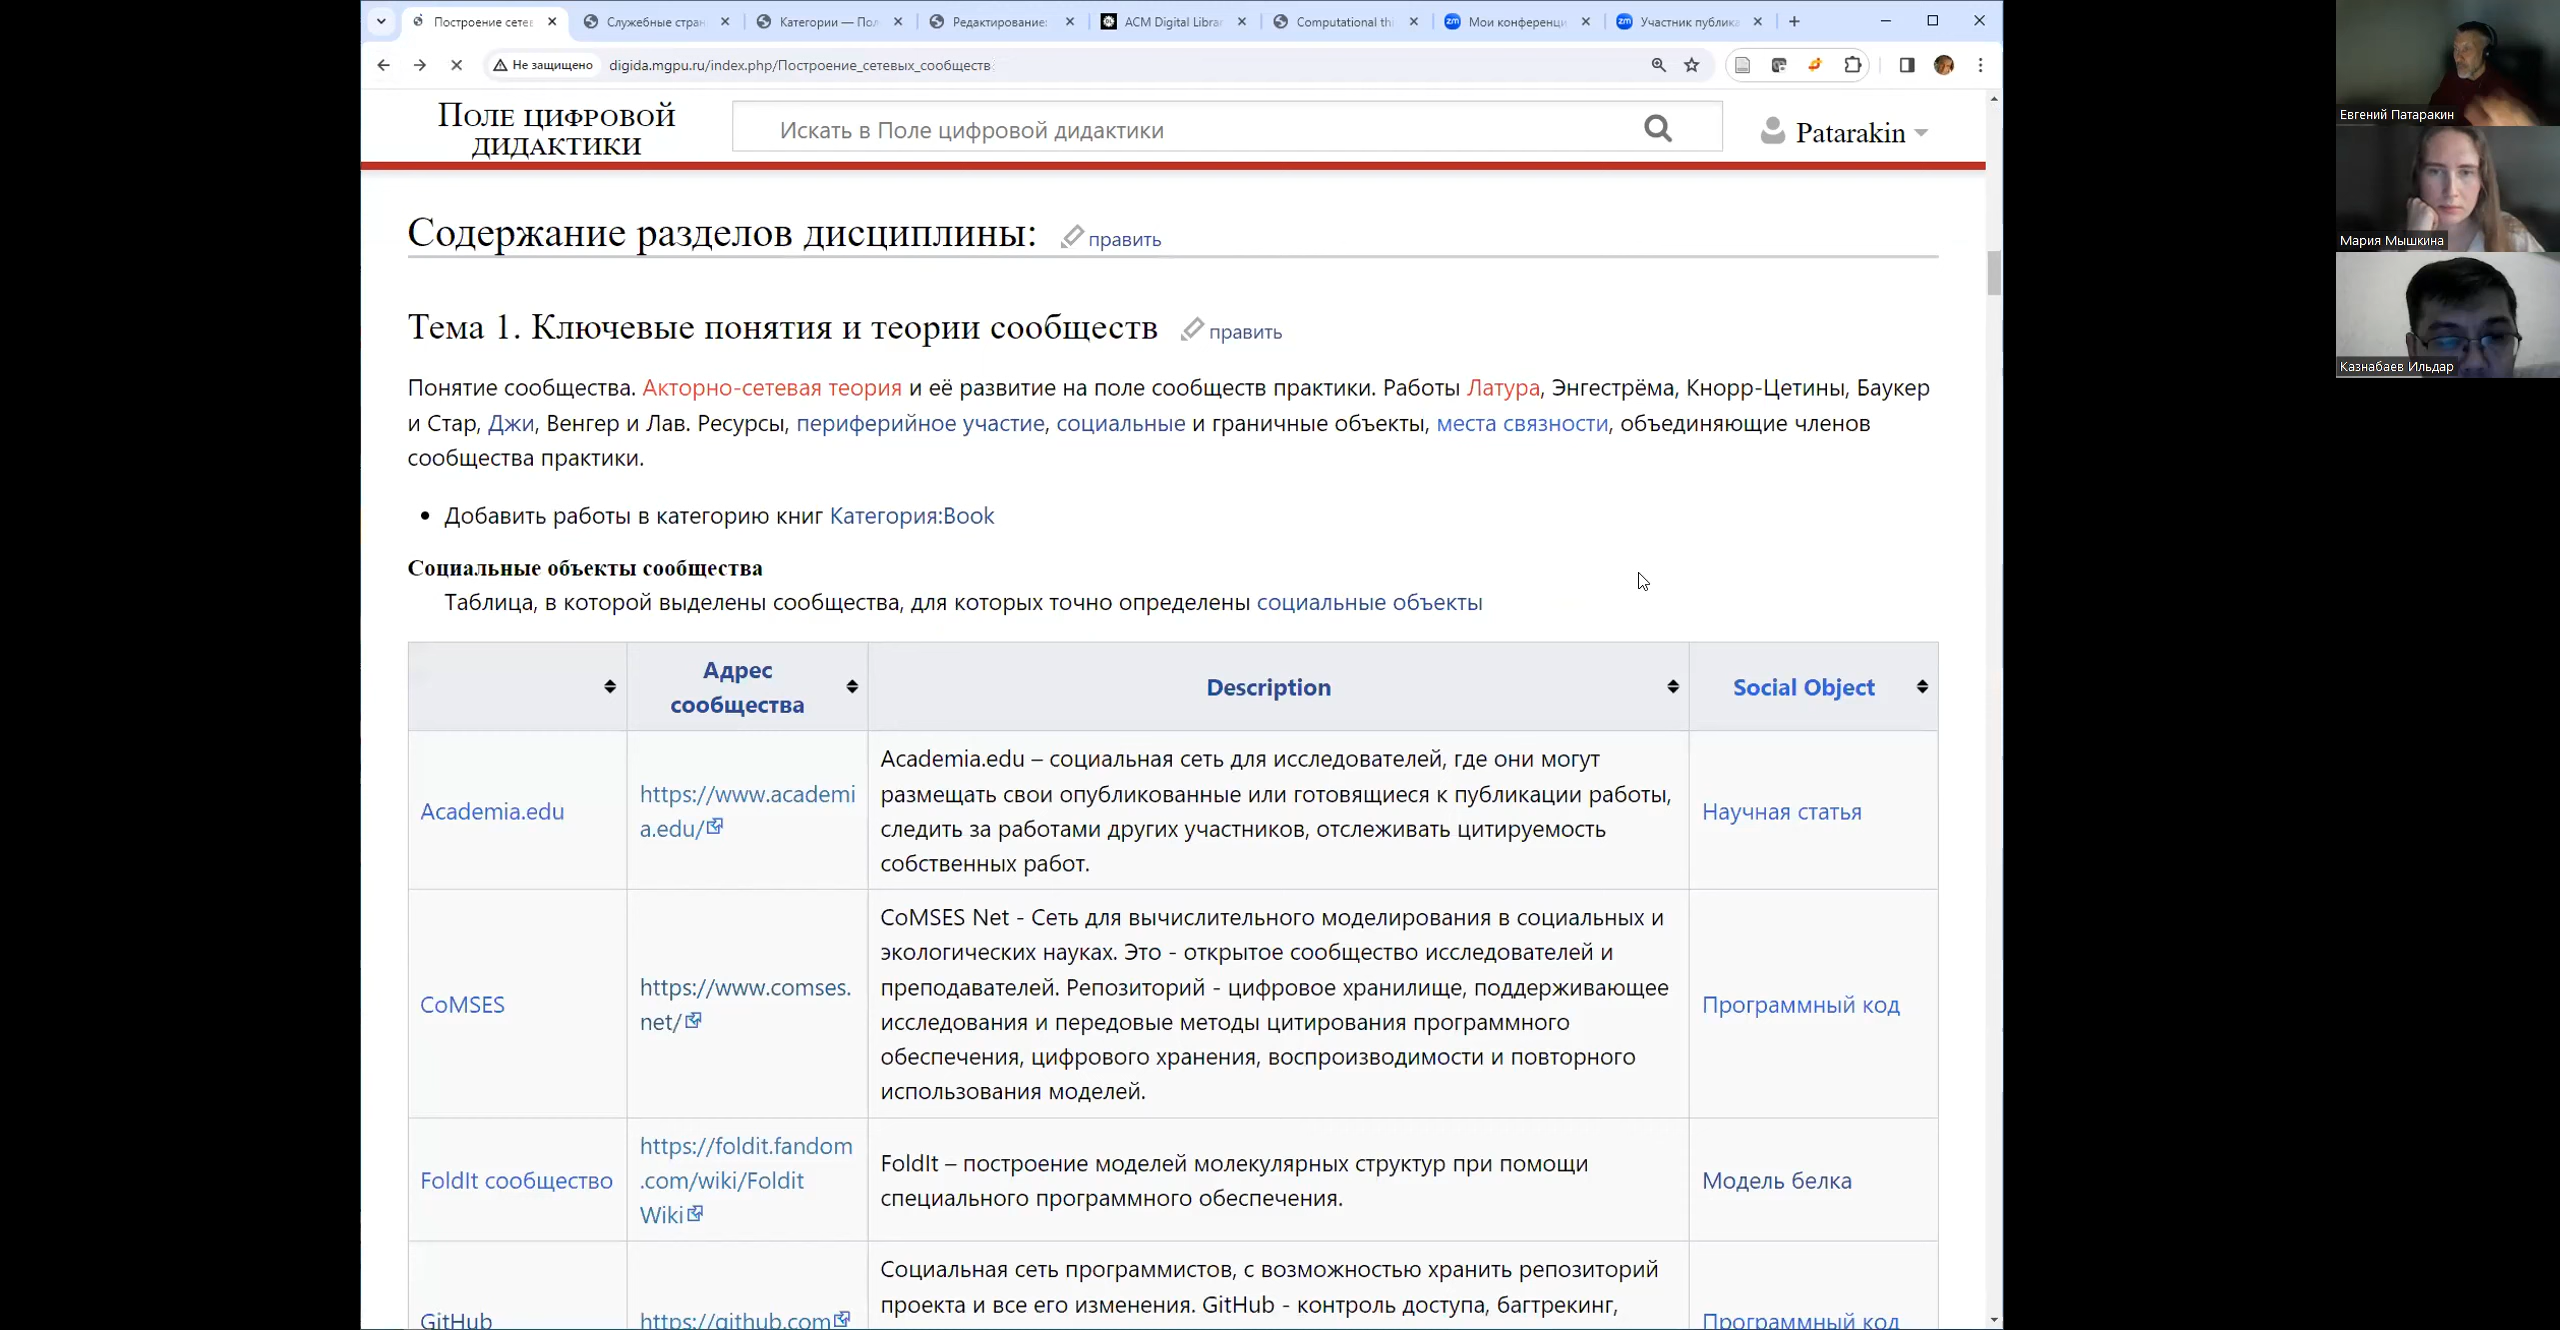 Построение сетев
Служебные стран
Категории — Пол
Редактирование:
ACM Digital Librar
Computational thi
Мои конференци
Участник публика
Не защищено
digida.mgpu.ru/index.php/Построение_сетевых_сообществ
Поле цифровой
дидактики
Искать в Поле цифровой дидактики
Patarakin
Содержание разделов дисциплины: править
Тема 1. Ключевые понятия и теории сообществ править
Понятие сообщества. Акторно-сетевая теория и её развитие на поле сообществ практики. Работы Латура, Энгестрёма, Кнорр-Цетины, Баукер
и Стар, Джи, Венгер и Лав. Ресурсы, периферийное участие, социальные и граничные объекты, места связности, объединяющие членов
сообщества практики.
Добавить работы в категорию книг Категория:Book
Социальные объекты сообщества
Таблица, в которой выделены сообщества, для которых точно определены социальные объекты
Адрес
сообщества
Description
Social Object
Academia.edu
https://www.academi
a.edu/
Academia.edu – социальная сеть для исследователей, где они могут
размещать свои опубликованные или готовящиеся к публикации работы,
следить за работами других участников, отслеживать цитируемость
собственных работ.
Научная статья
CoMSES
https://www.comses.
net/
CoMSES Net - Сеть для вычислительного моделирования в социальных и
экологических науках. Это - открытое сообщество исследователей и
преподавателей. Репозиторий - цифровое хранилище, поддерживающее
исследования и передовые методы цитирования программного
обеспечения, цифрового хранения, воспроизводимости и повторного
использования моделей.
Программный код
FoldIt сообщество
https://foldit.fandom
.com/wiki/Foldit
Wiki
FoldIt – построение моделей молекулярных структур при помощи
специального программного обеспечения.
Модель белка
GitHub
https://github.com
Социальная сеть программистов, с возможностью хранить репозиторий
проекта и все его изменения. GitHub - контроль доступа, багтрекинг,
Программный код
Евгений Патаракин
Мария Мышкина
Казнабаев Ильдар